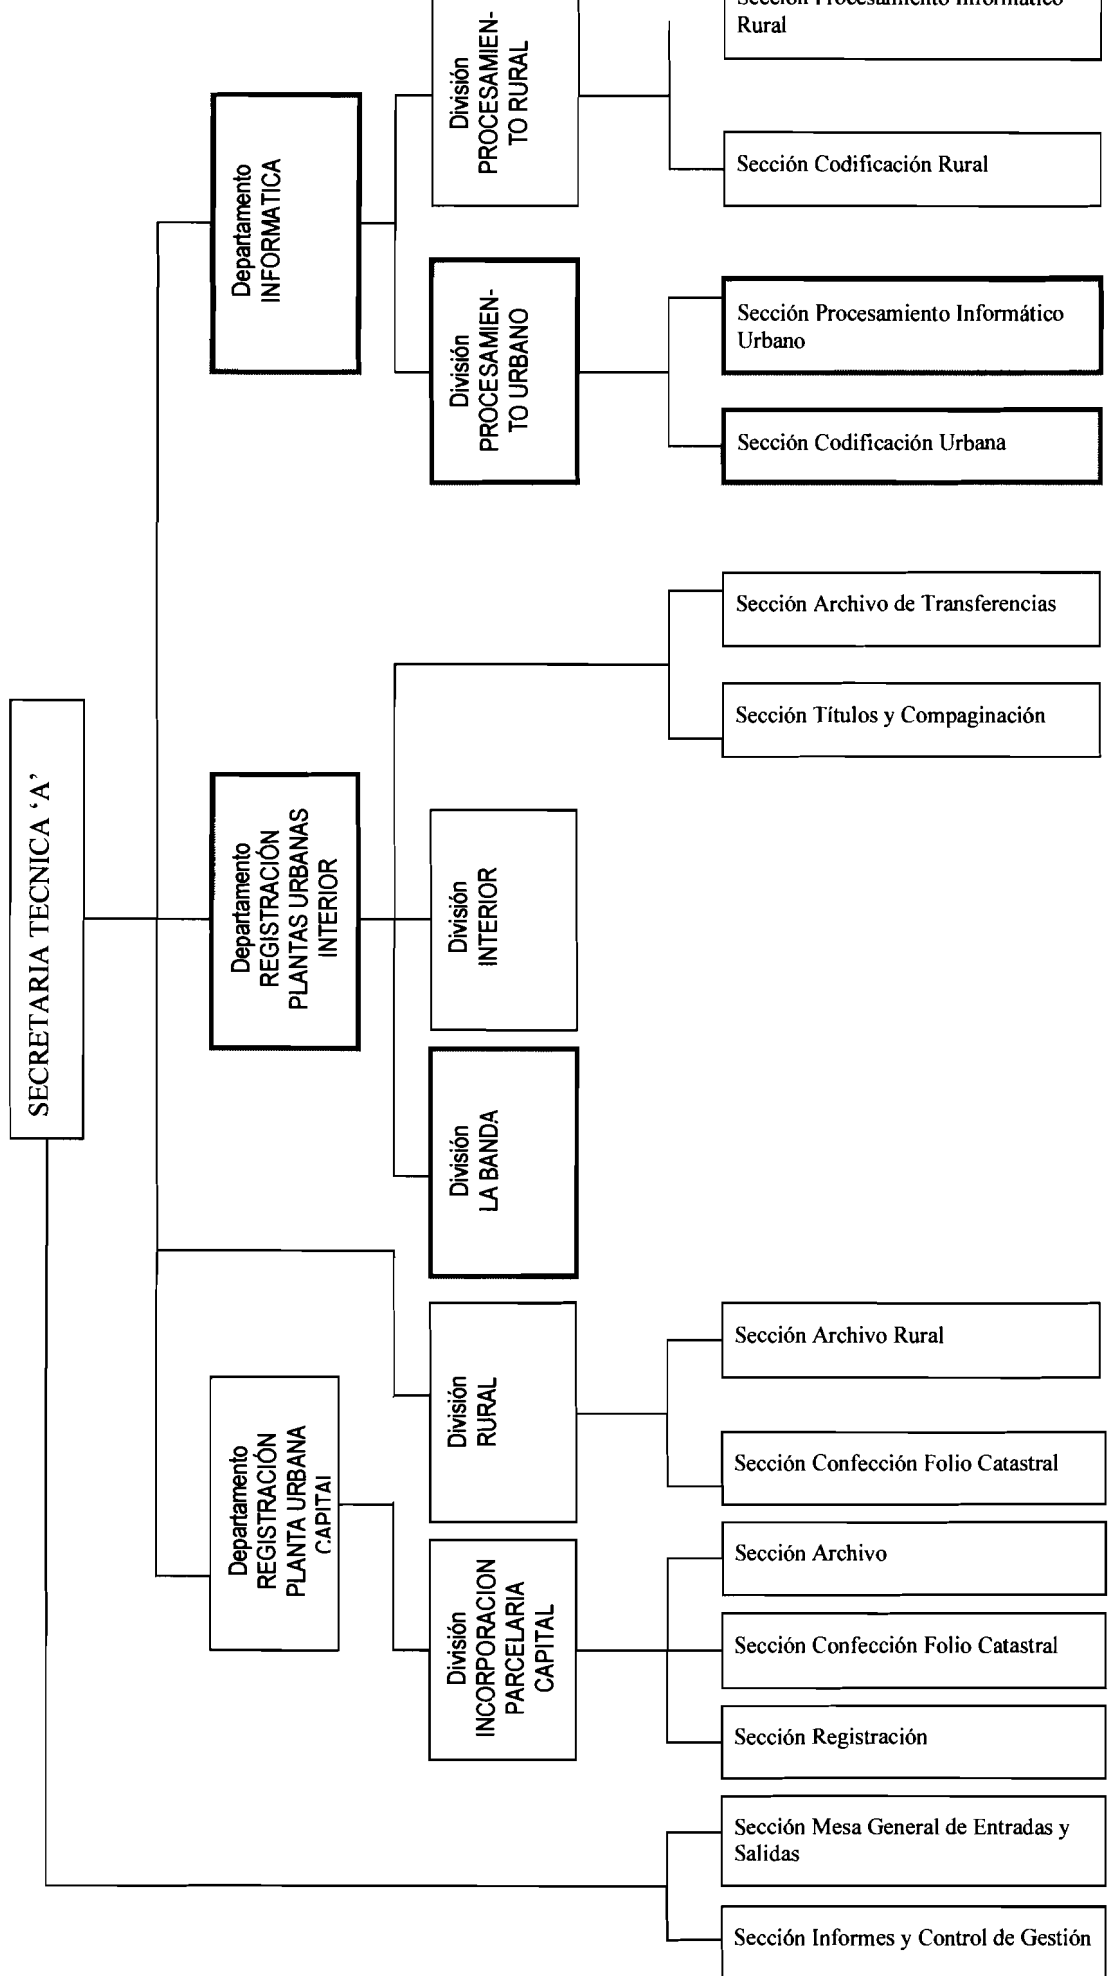 SECRETARIA TECNICA ‘A’
Departamento
REGISTRACIÓN
PLANTA URBANA
CAPITAL
Departamento
REGISTRACIÓN
PLANTAS URBANAS
INTERIOR
Departamento
INFORMATICA
División
INCORPORACION
PARCELARIA
CAPITAL
División
RURAL
División
LA BANDA
División
INTERIOR
División
PROCESAMIEN-
TO URBANO
División
PROCESAMIEN-
TO RURAL
Sección Procesamiento Informático
Rural
Sección Codificación Rural
Sección Procesamiento Informático
Urbano
Sección Codificación Urbana
Sección Archivo de Transferencias
Sección Títulos y Compaginación
Sección Archivo Rural
Sección Confección Folio Catastral
Sección Archivo
Sección Confección Folio Catastral
Sección Registración
Sección Mesa General de Entradas y
Salidas
Sección Informes y Control de Gestión